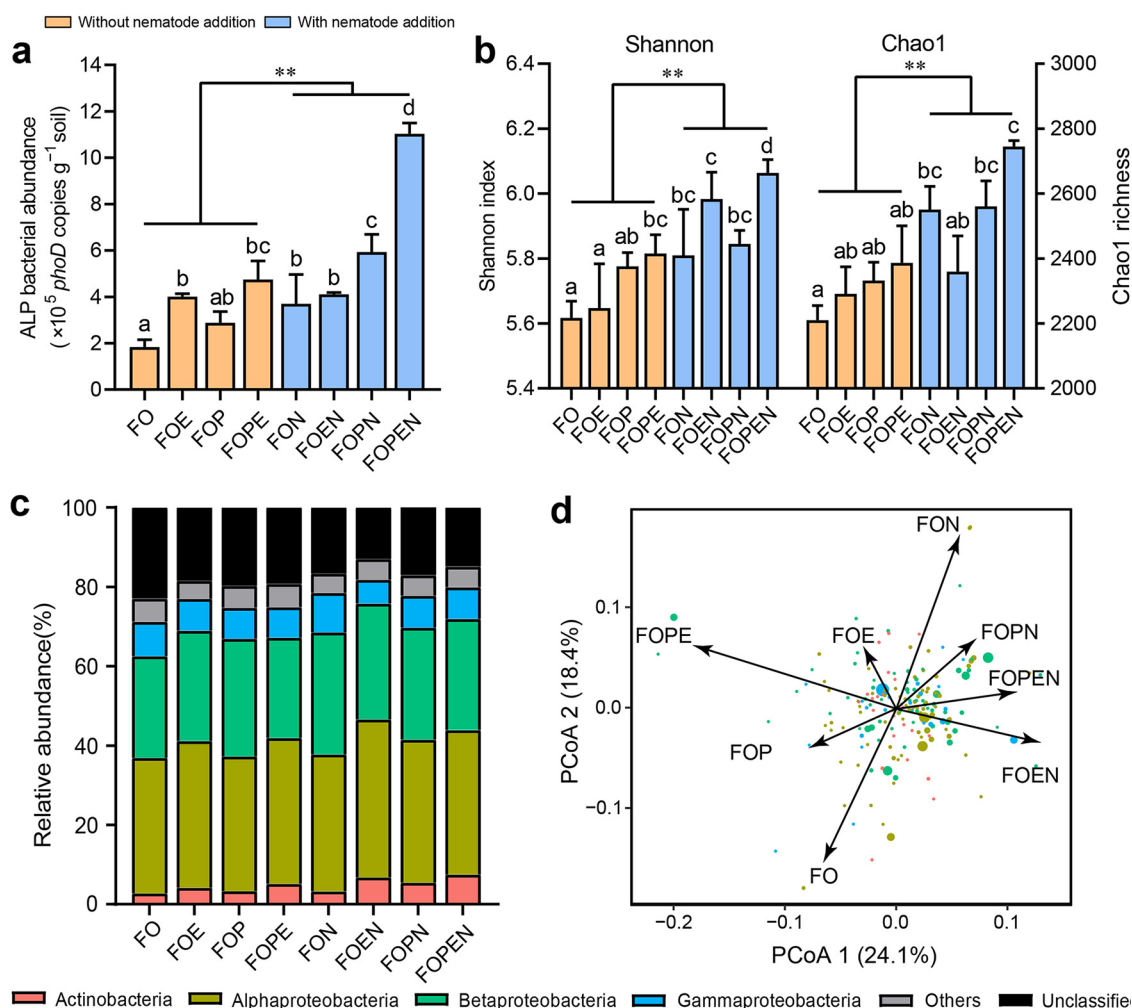 Without nematode addition With nematode addition
a
ALP bacterial abundance
(×10⁵ phoD copies g⁻¹ soil)
14
12
10
8
6
4
2
0
**
a b ab bc b b c d
FO FOE FOP FOPE FON FOEN FOPN FOPEN
b
Shannon Chao1
Shannon index
6.4
6.2
6.0
5.8
5.6
5.4
** **
a a ab bc bc c bc d
a ab ab ab bc ab bc c
3000
2800
2600
2400
2200
2000
Chao1 richness
FO FOE FOP FOPE FON FOEN FOPN FOPEN
FO FOE FOP FOPE FON FOEN FOPN FOPEN
c
Relative abundance(%)
100
80
60
40
20
0
FO FOE FOP FOPE FON FOEN FOPN FOPEN
d
PCoA 2 (18.4%)
0.1
0.0
−0.1
FON
FOPE FOE FOPN
FOPEN
FOP FOEN
FO
−0.2 −0.1 0.0 0.1
PCoA 1 (24.1%)
Actinobacteria Alphaproteobacteria Betaproteobacteria Gammaproteobacteria Others Unclassified